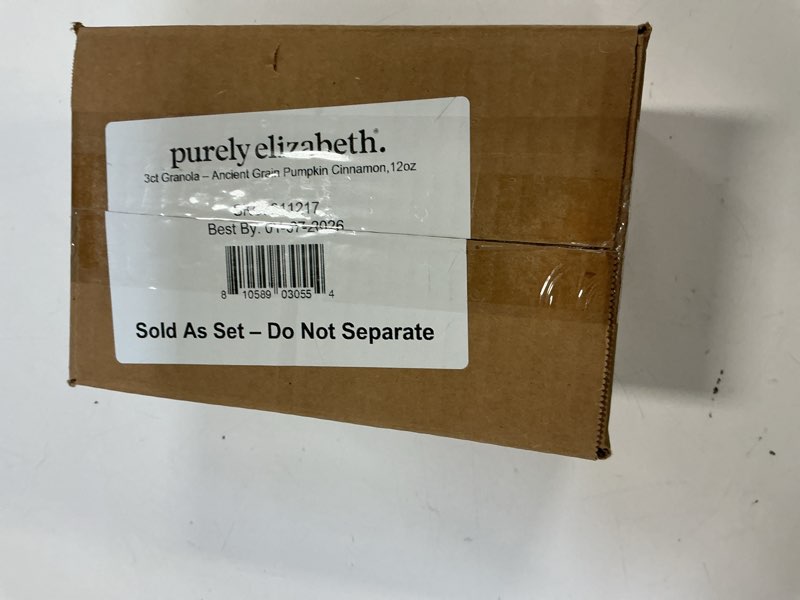 purely elizabeth.
3ct Granola – Ancient Grain Pumpkin Cinnamon, 12oz
Best By: 01-07-2026
8 10589 03055 4
Sold As Set – Do Not Separate